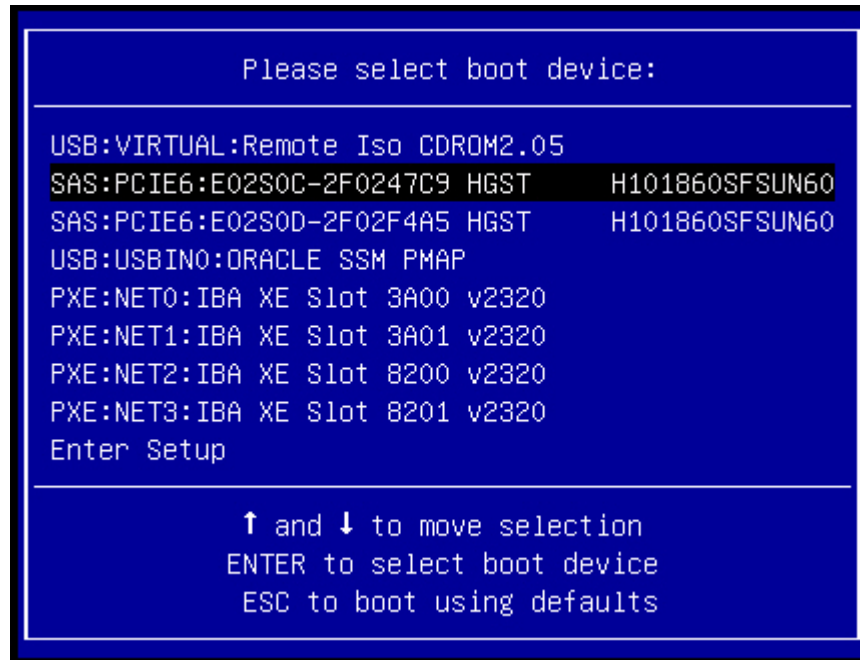 Please select boot device:
USB:VIRTUAL:Remote Iso CDROM2.05
SAS:PCIE6:E02S0C-2F0247C9 HGST H101860SFSUN60
SAS:PCIE6:E02S0D-2F02F4A5 HGST H101860SFSUN60
USB:USBIN0:ORACLE SSM PMAP
PXE:NET0:IBA XE Slot 3A00 v2320
PXE:NET1:IBA XE Slot 3A01 v2320
PXE:NET2:IBA XE Slot 8200 v2320
PXE:NET3:IBA XE Slot 8201 v2320
Enter Setup
↑ and ↓ to move selection
ENTER to select boot device
ESC to boot using defaults